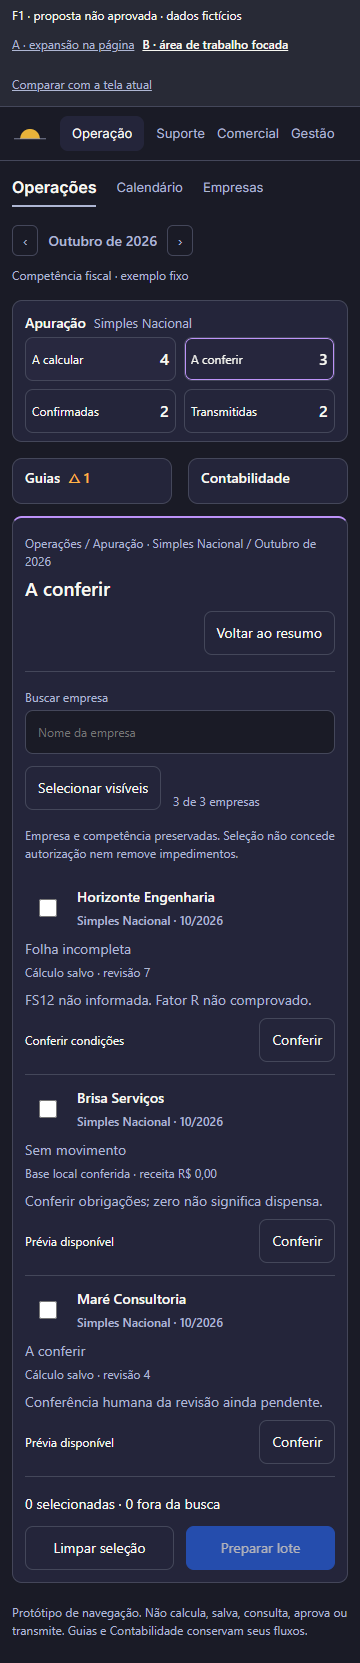 F1 · proposta não aprovada · dados fictícios
A · expansão na página B · área de trabalho focada
Comparar com a tela atual
Operação Suporte Comercial Gestão
Operações Calendário Empresas
‹ Outubro de 2026 ›
Competência fiscal · exemplo fixo
Apuração Simples Nacional
A calcular 4 A conferir 3
Confirmadas 2 Transmitidas 2
Guias △ 1 Contabilidade
Operações / Apuração · Simples Nacional / Outubro de
2026
A conferir
Voltar ao resumo
Buscar empresa
Nome da empresa
Selecionar visíveis 3 de 3 empresas
Empresa e competência preservadas. Seleção não concede
autorização nem remove impedimentos.
Horizonte Engenharia
Simples Nacional · 10/2026
Folha incompleta
Cálculo salvo · revisão 7
FS12 não informada. Fator R não comprovado.
Conferir condições Conferir
Brisa Serviços
Simples Nacional · 10/2026
Sem movimento
Base local conferida · receita R$ 0,00
Conferir obrigações; zero não significa dispensa.
Prévia disponível Conferir
Maré Consultoria
Simples Nacional · 10/2026
A conferir
Cálculo salvo · revisão 4
Conferência humana da revisão ainda pendente.
Prévia disponível Conferir
0 selecionadas · 0 fora da busca
Limpar seleção Preparar lote
Protótipo de navegação. Não calcula, salva, consulta, aprova ou
transmite. Guias e Contabilidade conservam seus fluxos.